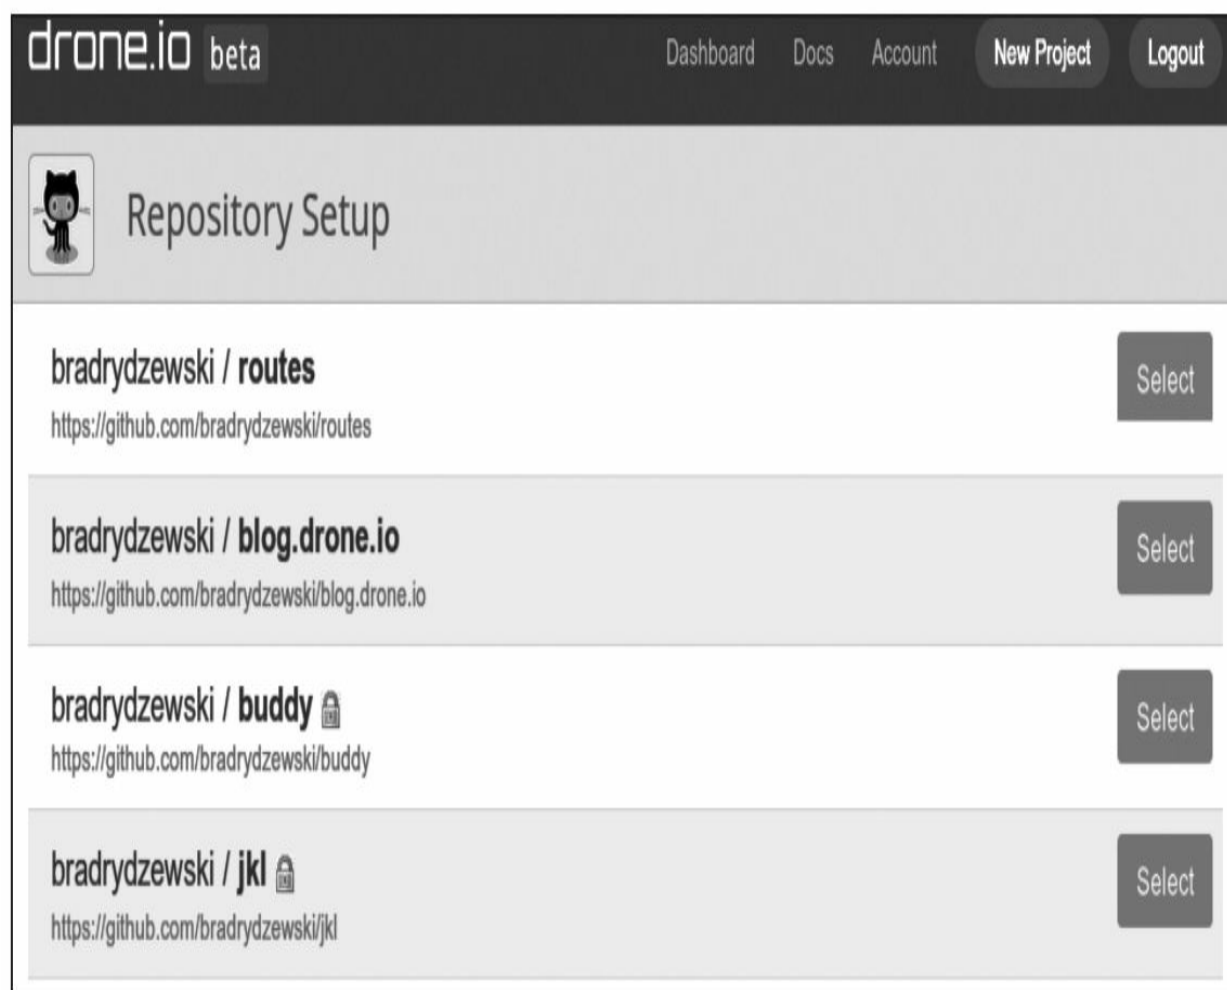 drone.io beta Dashboard Docs Account New Project Logout
Repository Setup
bradrydzewski / routes
https://github.com/bradrydzewski/routes
Select
bradrydzewski / blog.drone.io
https://github.com/bradrydzewski/blog.drone.io
Select
bradrydzewski / buddy
https://github.com/bradrydzewski/buddy
Select
bradrydzewski / jkl
https://github.com/bradrydzewski/jkl
Select